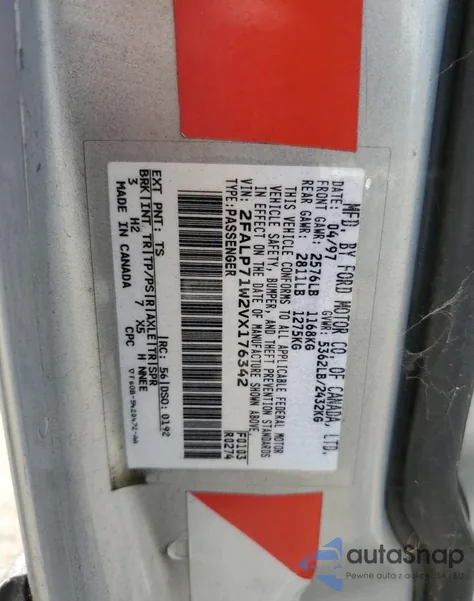 MFD. BY FORD MOTOR CO. OF CANADA, LTD.
DATE: 04/97 GVWR: 5362LB/2432KG
FRONT GAWR: 2576LB 1168KG
REAR GAWR: 2811LB 1275KG
THIS VEHICLE CONFORMS TO ALL APPLICABLE FEDERAL MOTOR
VEHICLE SAFETY, BUMPER, AND THEFT PREVENTION STANDARDS
IN EFFECT ON THE DATE OF MANUFACTURE SHOWN ABOVE.
VIN: 2FALP71W2VX176342
TYPE: PASSENGER
F0103
R0274
EXT PNT: TS RC: 56 DSO: 0192
BRK INT TR TP/PS R AXLE TR SPR
3 H2 7 X5 H NNEE
MADE IN CANADA CPC
autoSnap
Pewne auta z